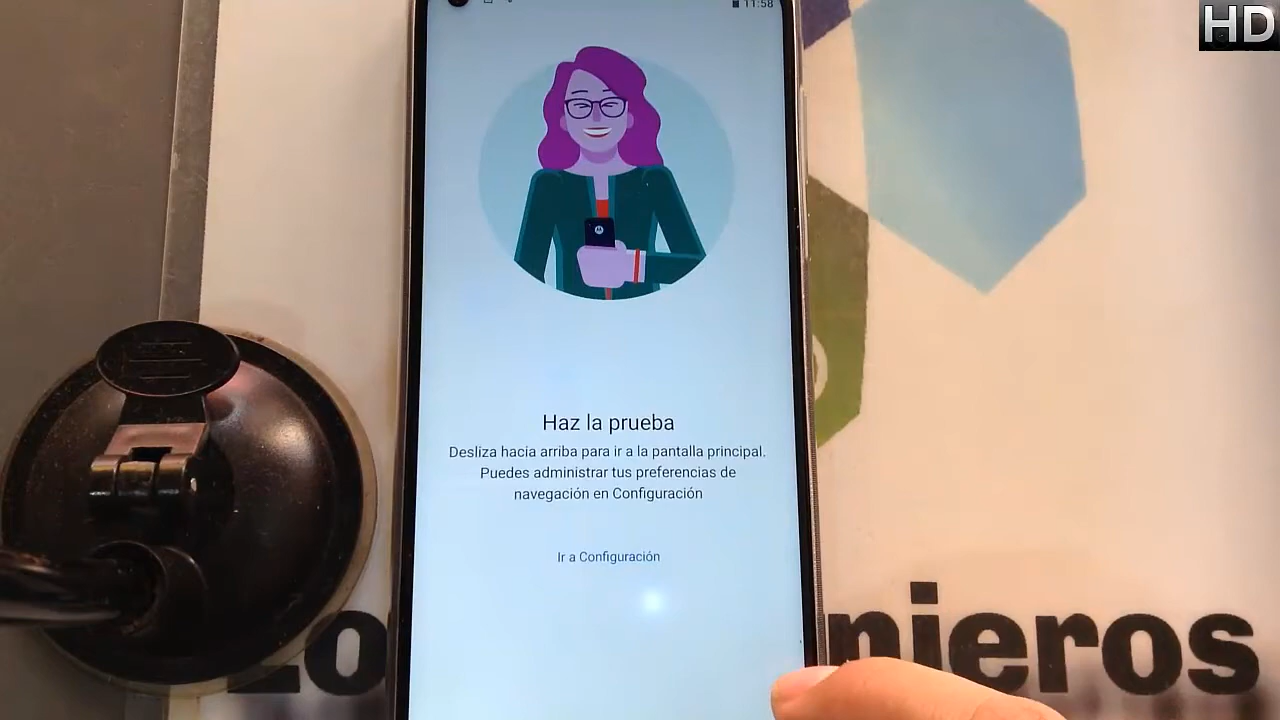 HD
11:58
Haz la prueba
Desliza hacia arriba para ir a la pantalla principal.
Puedes administrar tus preferencias de
navegación en Configuración
Ir a Configuración
Lo nieros